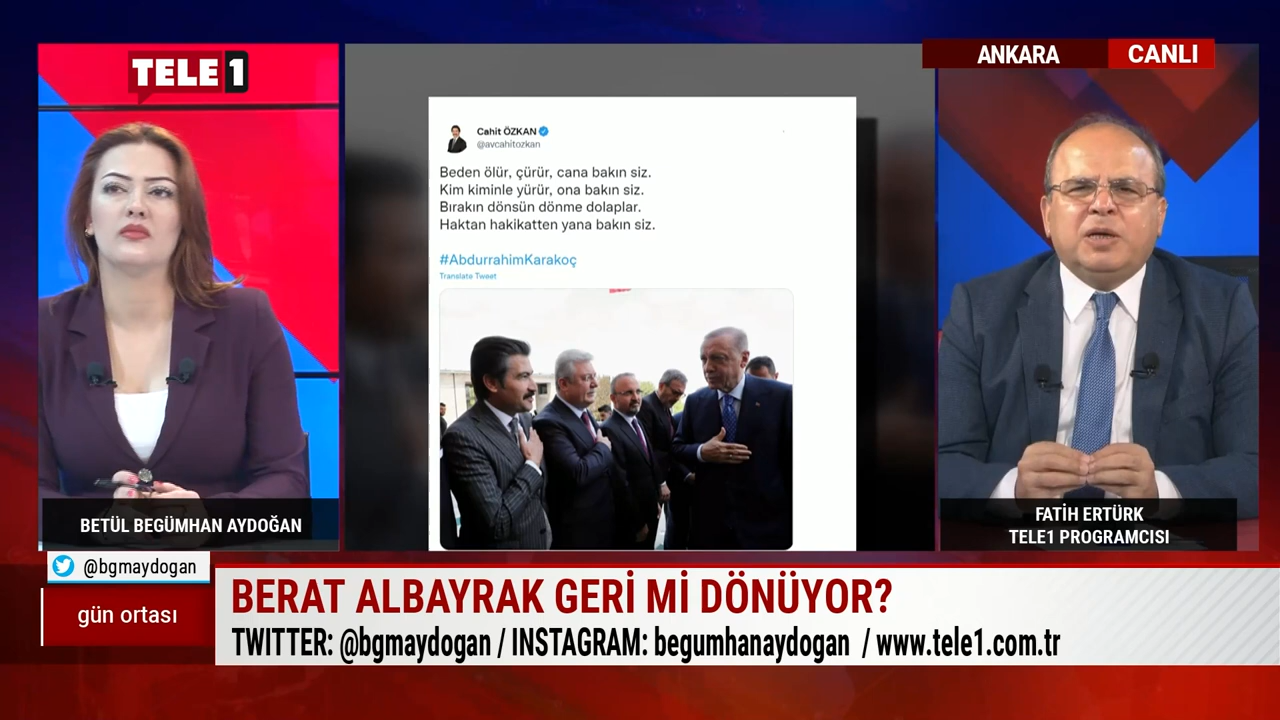 TELE 1
ANKARA
CANLI
Cahit ÖZKAN
@avcahitozkan
Beden ölür, çürür, cana bakın siz.
Kim kiminle yürür, ona bakın siz.
Bırakın dönsün dönme dolaplar.
Haktan hakikatten yana bakın siz.
#AbdurrahimKarakoç
Translate Tweet
BETÜL BEGÜMHAN AYDOĞAN
FATİH ERTÜRK
TELE1 PROGRAMCISI
@bgmaydogan
gün ortası
BERAT ALBAYRAK GERİ Mİ DÖNÜYOR?
TWITTER: @bgmaydogan / INSTAGRAM: begumhanaydogan / www.tele1.com.tr